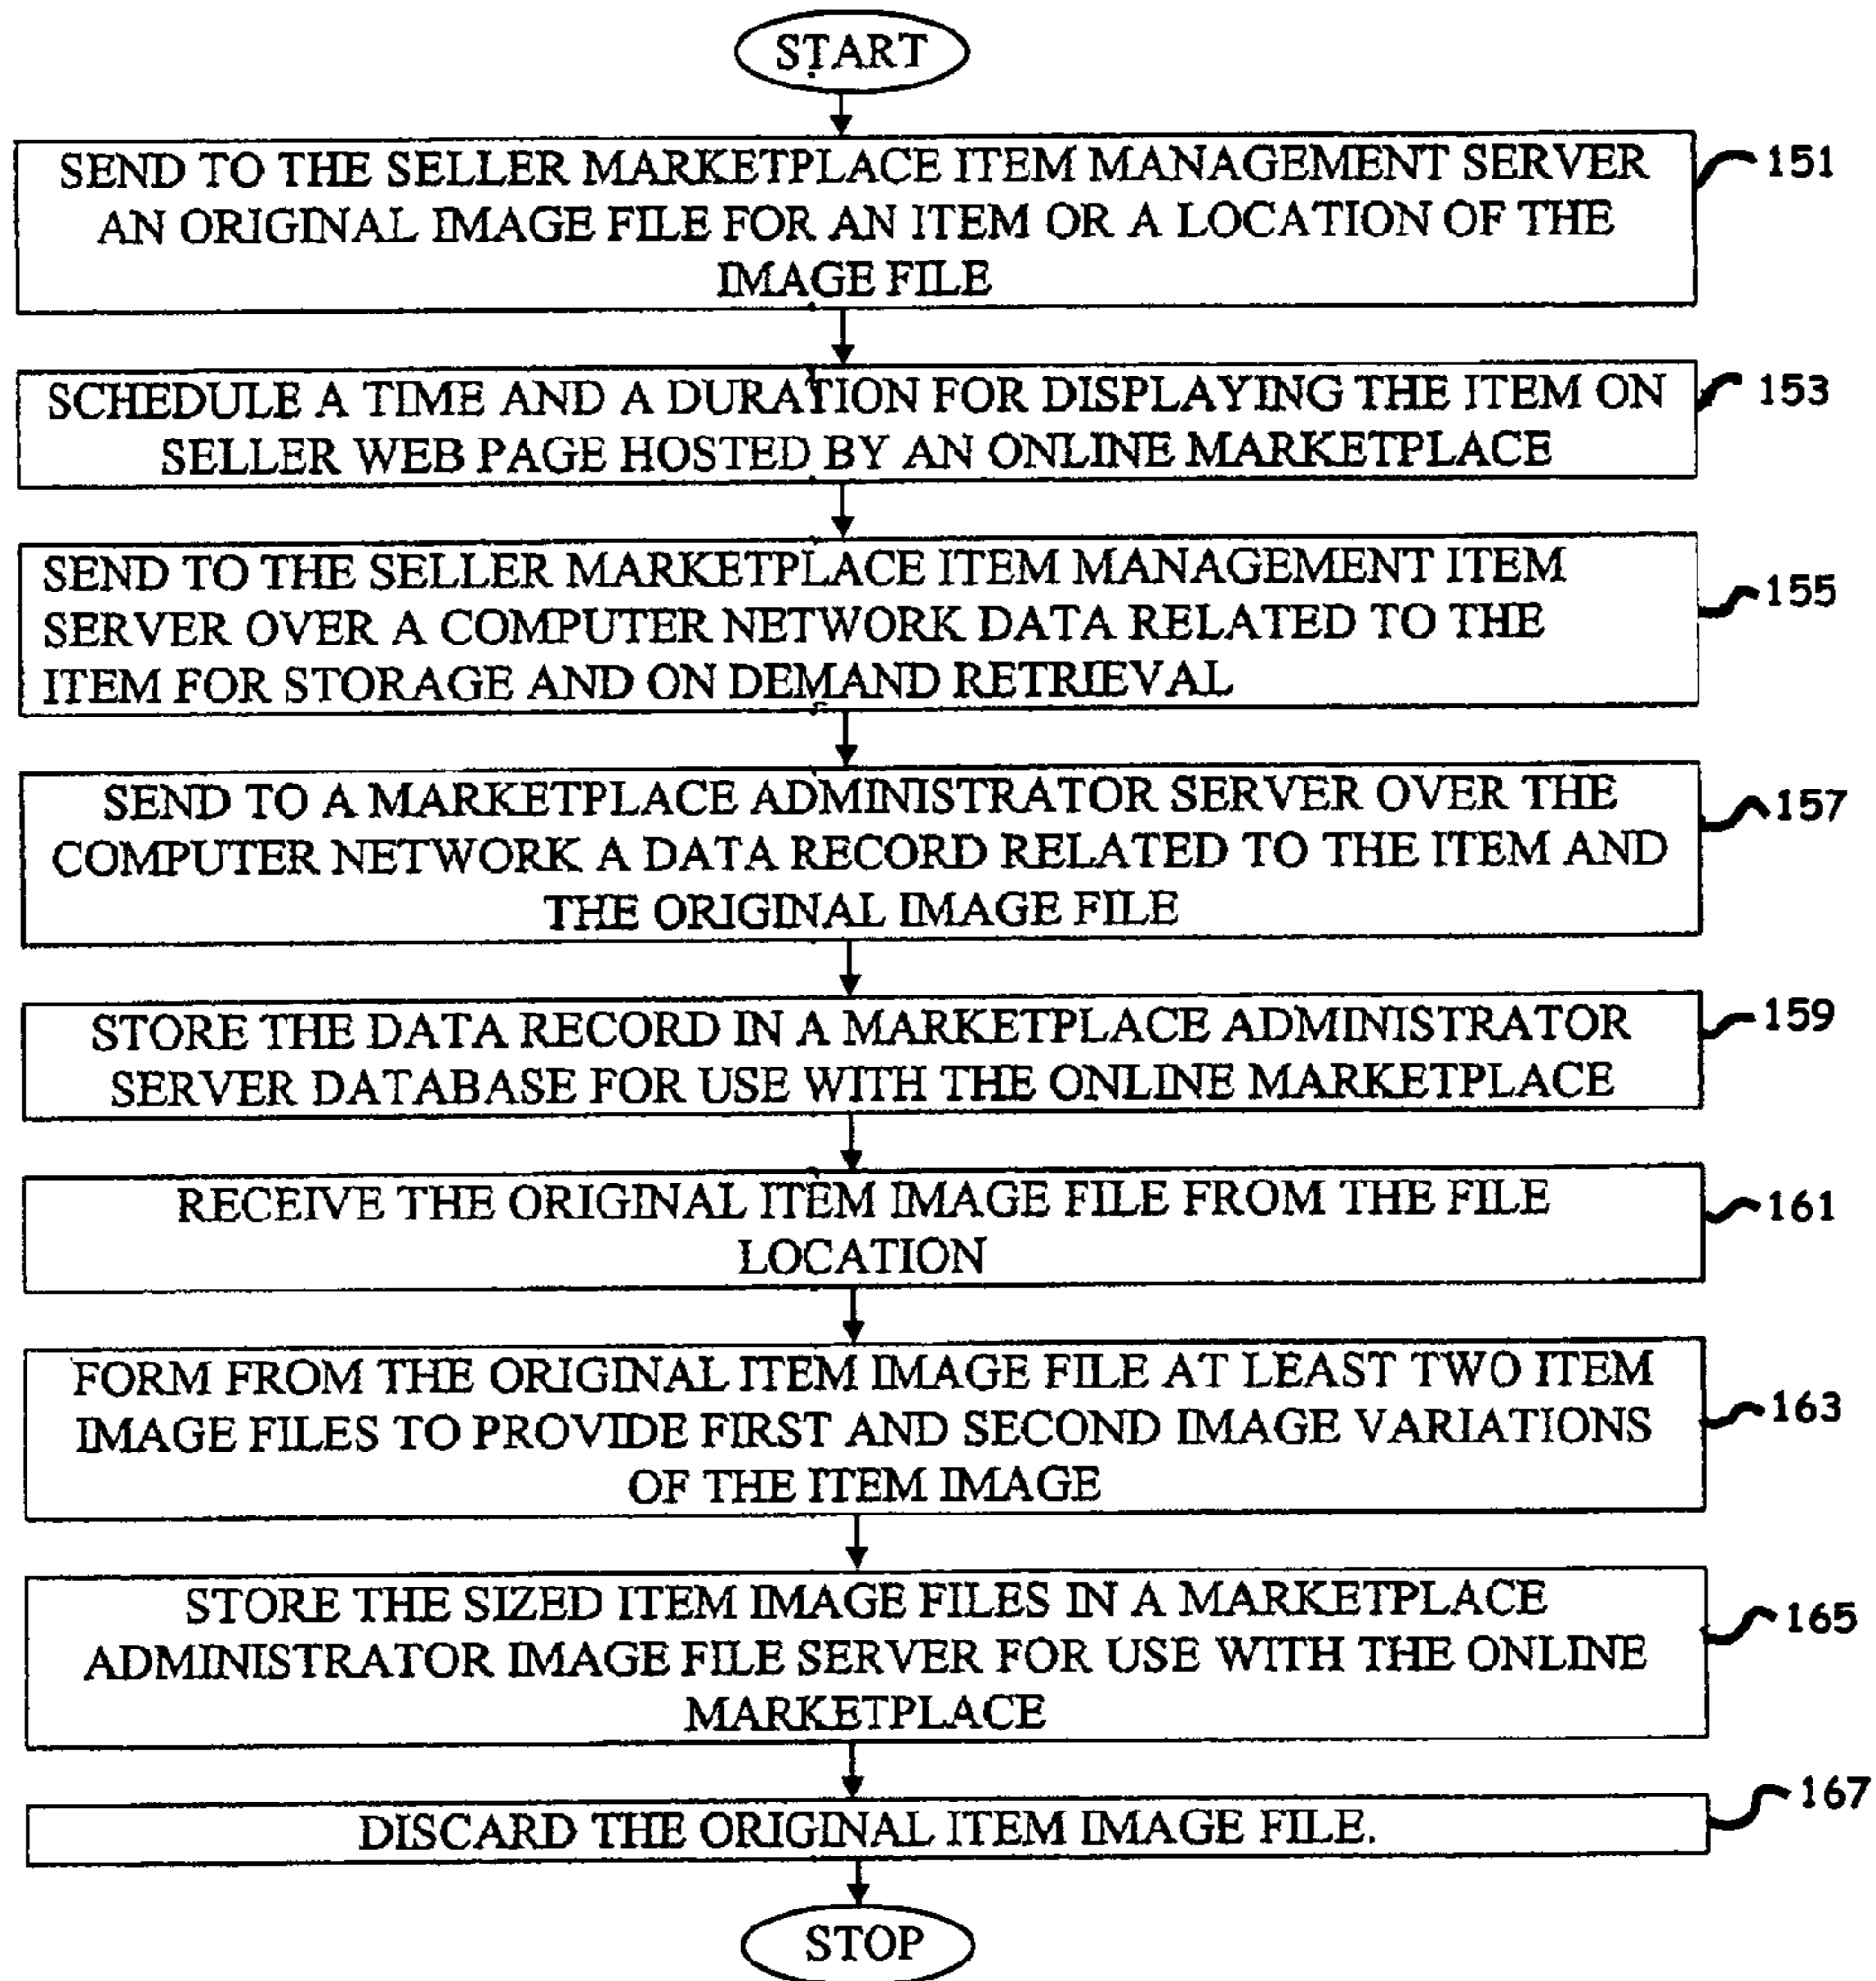 START
SEND TO THE SELLER MARKETPLACE ITEM MANAGEMENT SERVER
AN ORIGINAL IMAGE FILE FOR AN ITEM OR A LOCATION OF THE
IMAGE FILE
151
SCHEDULE A TIME AND A DURATION FOR DISPLAYING THE ITEM ON
SELLER WEB PAGE HOSTED BY AN ONLINE MARKETPLACE
153
SEND TO THE SELLER MARKETPLACE ITEM MANAGEMENT ITEM
SERVER OVER A COMPUTER NETWORK DATA RELATED TO THE
ITEM FOR STORAGE AND ON DEMAND RETRIEVAL
155
SEND TO A MARKETPLACE ADMINISTRATOR SERVER OVER THE
COMPUTER NETWORK A DATA RECORD RELATED TO THE ITEM AND
THE ORIGINAL IMAGE FILE
157
STORE THE DATA RECORD IN A MARKETPLACE ADMINISTRATOR
SERVER DATABASE FOR USE WITH THE ONLINE MARKETPLACE
159
RECEIVE THE ORIGINAL ITEM IMAGE FILE FROM THE FILE
LOCATION
161
FORM FROM THE ORIGINAL ITEM IMAGE FILE AT LEAST TWO ITEM
IMAGE FILES TO PROVIDE FIRST AND SECOND IMAGE VARIATIONS
OF THE ITEM IMAGE
163
STORE THE SIZED ITEM IMAGE FILES IN A MARKETPLACE
ADMINISTRATOR IMAGE FILE SERVER FOR USE WITH THE ONLINE
MARKETPLACE
165
DISCARD THE ORIGINAL ITEM IMAGE FILE.
167
STOP